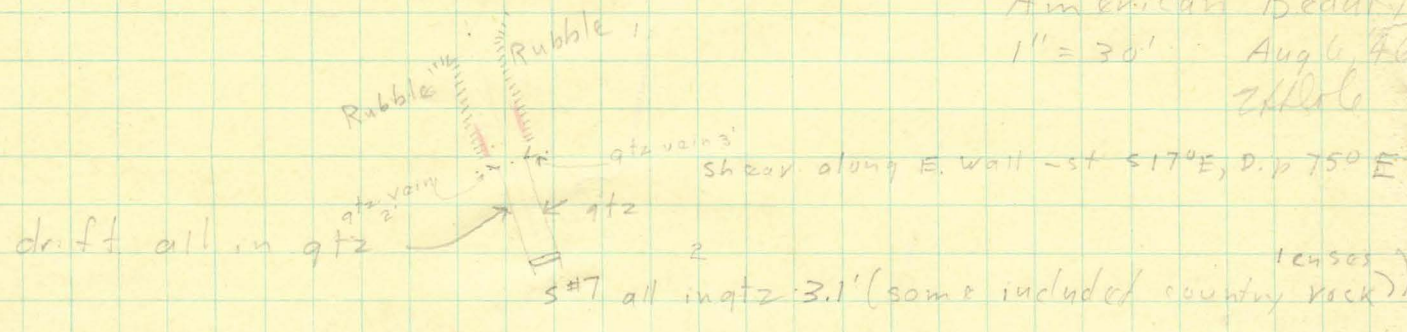 American Beauty
1" = 30' Aug 6, 46
Rubble
Rubble
qtz vein 3'
Shear along E. wall - st S17°E, Dip 75° E
qtz vein
2'
qtz
drift all in qtz
2
lenses
S#7 all in qtz 3.1' (some included country rock)